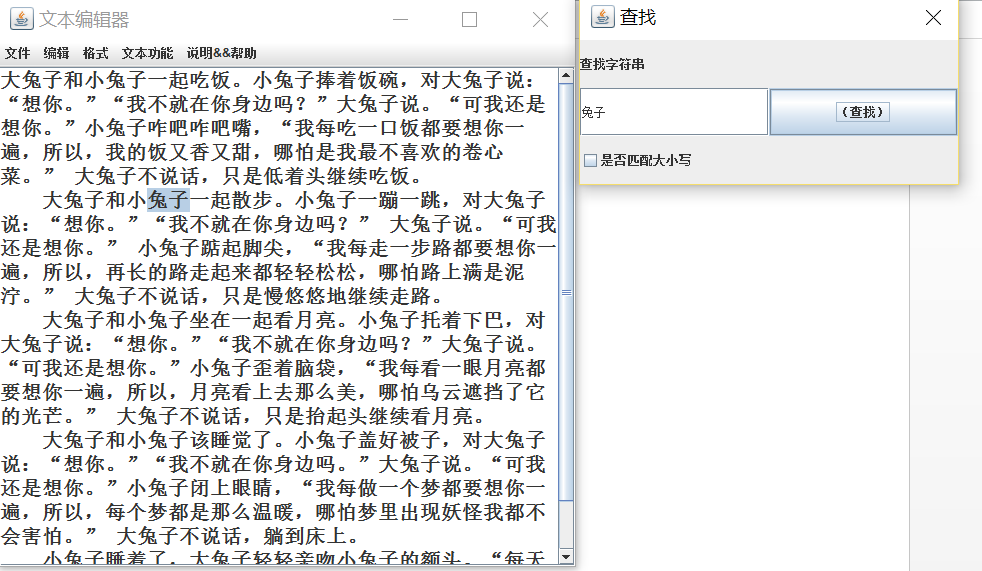 文本编辑器
文件 编辑 格式 文本功能 说明&&帮助
大兔子和小兔子一起吃饭。小兔子捧着饭碗，对大兔子说：
“想你。”“我不就在你身边吗？”大兔子说。“可我还是
想你。”小兔子咋吧咋吧嘴，“我每吃一口饭都要想你一
遍，所以，我的饭又香又甜，哪怕是我最不喜欢的卷心
菜。” 大兔子不说话，只是低着头继续吃饭。
大兔子和小兔子一起散步。小兔子一蹦一跳，对大兔子
说：“想你。”“我不就在你身边吗？” 大兔子说。“可我
还是想你。” 小兔子踮起脚尖，“我每走一步路都要想你一
遍，所以，再长的路走起来都轻轻松松，哪怕路上满是泥
泞。” 大兔子不说话，只是慢悠悠地继续走路。
大兔子和小兔子坐在一起看月亮。小兔子托着下巴，对
大兔子说：“想你。”“我不就在你身边吗？”大兔子说。
“可我还是想你。”小兔子歪着脑袋，“我每看一眼月亮都
要想你一遍，所以，月亮看上去那么美，哪怕乌云遮挡了它
的光芒。” 大兔子不说话，只是抬起头继续看月亮。
大兔子和小兔子该睡觉了。小兔子盖好被子，对大兔子
说：“想你。”“我不就在你身边吗。”大兔子说。“可我
还是想你。”小兔子闭上眼睛，“我每做一个梦都要想你一
遍，所以，每个梦都是那么温暖，哪怕梦里出现妖怪我都不
会害怕。” 大兔子不说话，躺到床上。
小兔子睡着了，大兔子轻轻亲吻小兔子的额头。“每天
查找
查找字符串
兔子
（查找）
是否匹配大小写